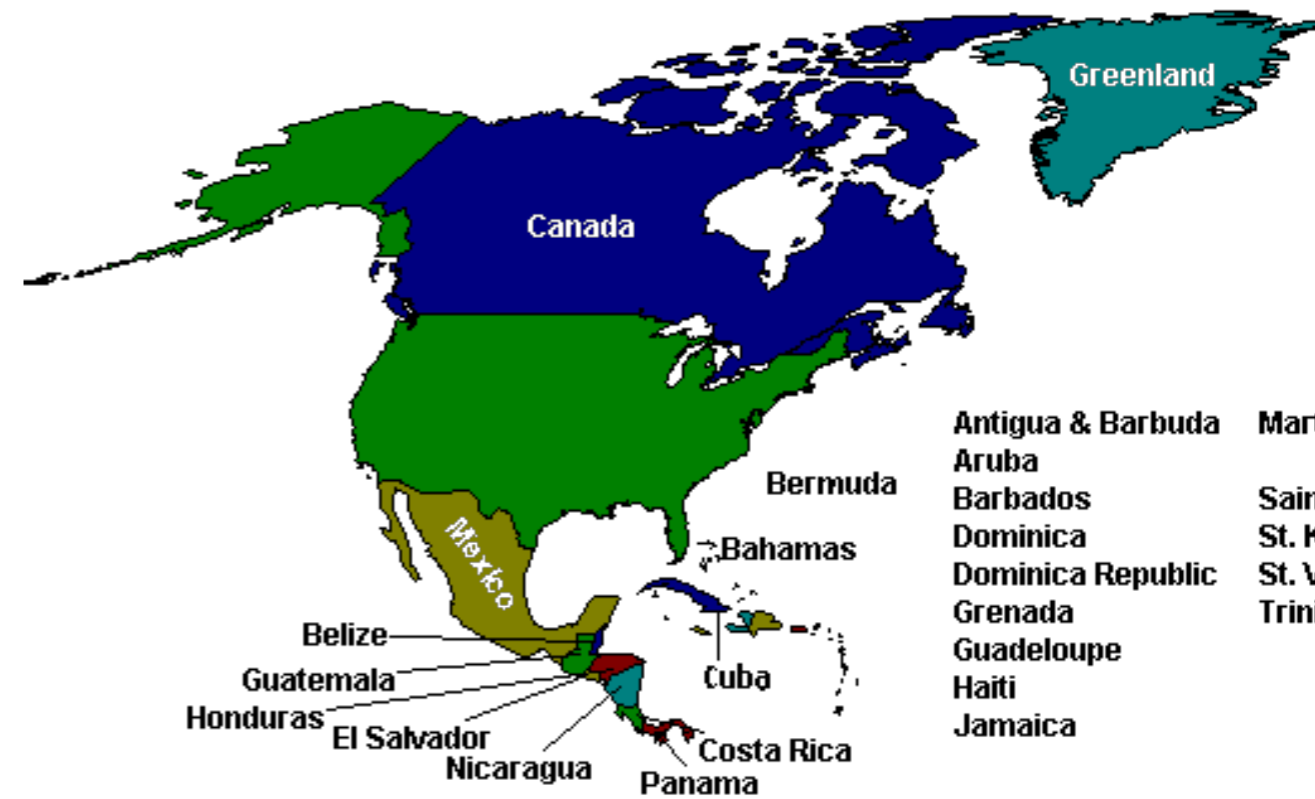 Greenland
Canada
Antigua & Barbuda
Aruba
Bermuda
Barbados
Dominica
Mexico
Bahamas
Dominica Republic
Grenada
Belize
Guadeloupe
Guatemala
Cuba
Haiti
Honduras
El Salvador
Jamaica
Nicaragua
Costa Rica
Panama